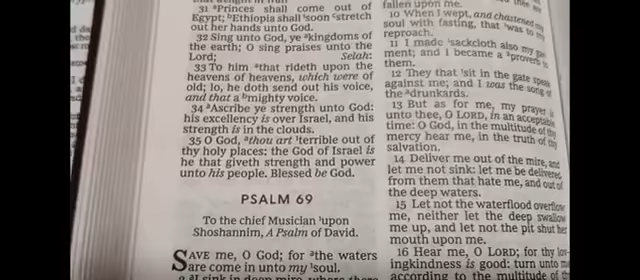 31 ᵃPrinces shall come out of
Egypt; ᵇEthiopia shall ¹soon ᶜstretch
out her hands unto God.
32 Sing unto God, ye ᵃkingdoms of
the earth; O sing praises unto the
Lord; Selah:
33 To him ᵃthat rideth upon the
heavens of heavens, which were of
old; lo, he doth send out his voice,
and that a ᵇmighty voice.
34 ᵃAscribe ye strength unto God:
his excellency is over Israel, and his
strength is in the clouds.
35 O God, ᵃthou art ¹terrible out of
thy holy places: the God of Israel is
he that giveth strength and power
unto his people. Blessed be God.
PSALM 69
To the chief Musician ¹upon
Shoshannim, A Psalm of David.
SAVE me, O God; for ᵃthe waters
are come in unto my ¹soul.
fallen upon me.
10 When I wept, and chastened my
soul with fasting, that ¹was to my
reproach.
11 I made ¹sackcloth also my
ment; and I became a ᵃproverb to
them.
12 They that ¹sit in the gate speak
against me; and I was the song of
the ᵃdrunkards.
13 But as for me, my prayer is
unto thee, O LORD, in an acceptable
time: O God, in the multitude of thy
mercy hear me, in the truth of thy
salvation.
14 Deliver me out of the mire, and
let me not sink: let me be delivered
from them that hate me, and out of
the deep waters.
15 Let not the waterflood overflow
me, neither let the deep swallow
me up, and let not the pit shut her
mouth upon me.
16 Hear me, O LORD; for thy lov-
ingkindness is good: turn unto me
according to the multitude of